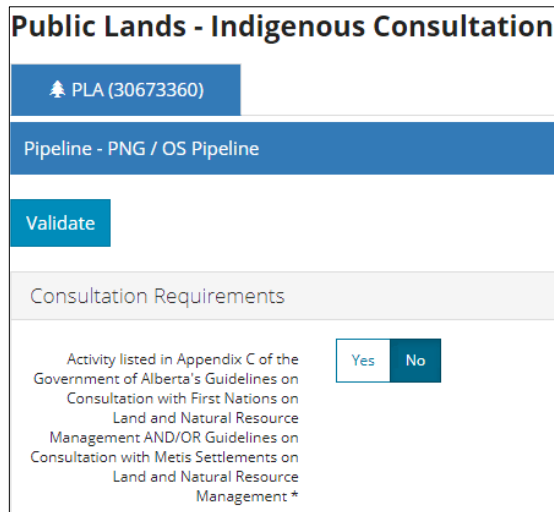 Public Lands - Indigenous Consultation
PLA (30673360)
Pipeline - PNG / OS Pipeline
Validate
Consultation Requirements
Activity listed in Appendix C of the
Government of Alberta's Guidelines on
Consultation with First Nations on
Land and Natural Resource
Management AND/OR Guidelines on
Consultation with Metis Settlements on
Land and Natural Resource
Management *
Yes No